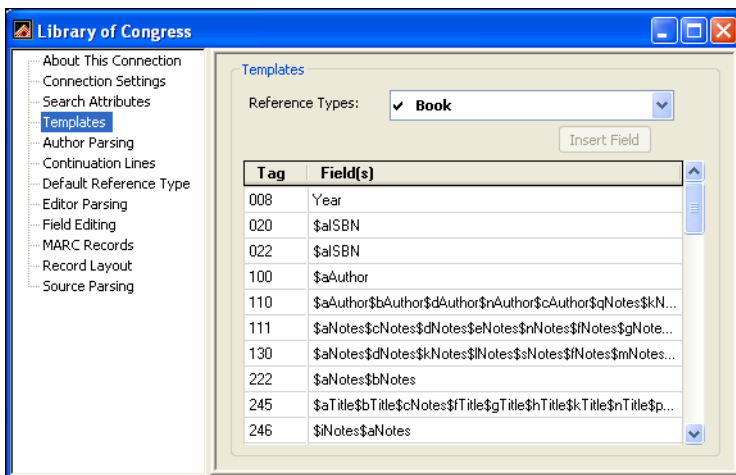 Library of Congress
About This Connection
Connection Settings
Search Attributes
Templates
Author Parsing
Continuation Lines
Default Reference Type
Editor Parsing
Field Editing
MARC Records
Record Layout
Source Parsing
Templates
Reference Types: ✔ Book
Insert Field
Tag Field(s)
008 Year
020 $aISBN
022 $aISBN
100 $aAuthor
110 $aAuthor$bAuthor$dAuthor$nAuthor$cAuthor$qNotes$kN...
111 $aNotes$cNotes$dNotes$eNotes$nNotes$fNotes$gNote...
130 $aNotes$dNotes$kNotes$lNotes$sNotes$fNotes$mNotes...
222 $aNotes$bNotes
245 $aTitle$bTitle$cNotes$fTitle$gTitle$hTitle$kTitle$nTitle$p...
246 $iNotes$aNotes